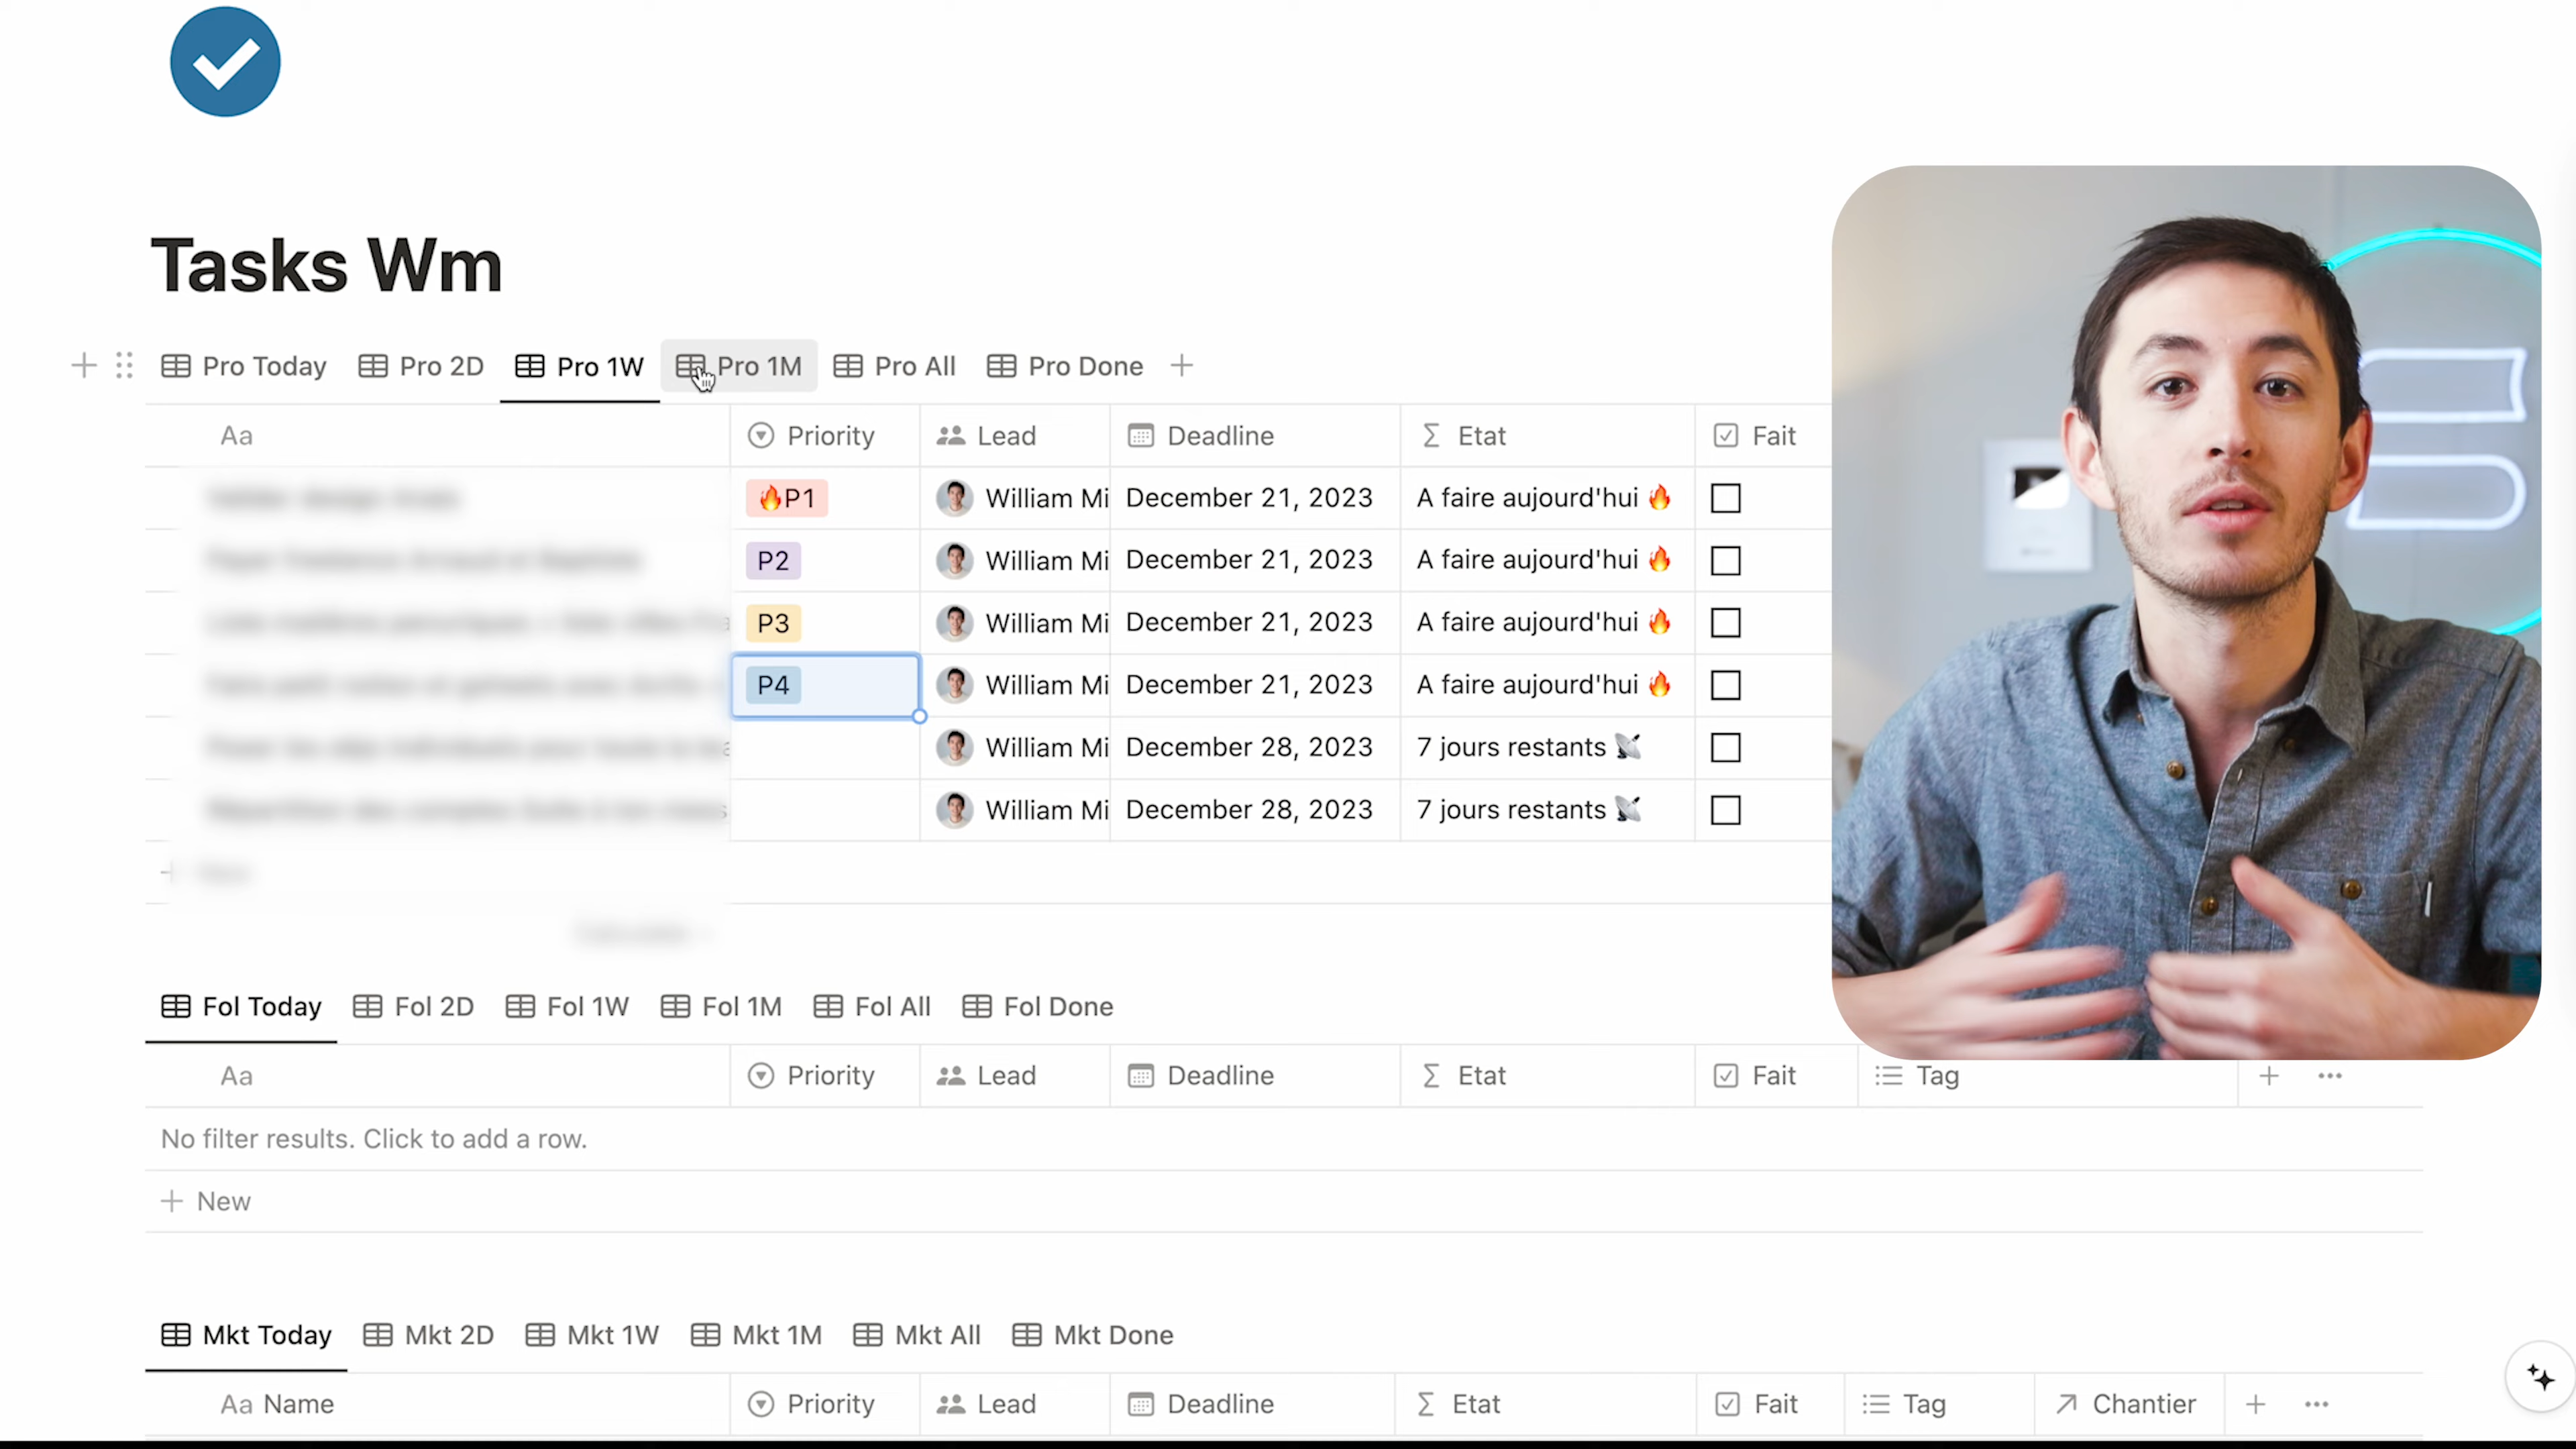 Tasks Wm
Pro Today Pro 2D Pro 1W Pro 1M Pro All Pro Done
Aa Priority Lead Deadline Etat Fait
🔥P1 William Mi December 21, 2023 A faire aujourd'hui 🔥
P2 William Mi December 21, 2023 A faire aujourd'hui 🔥
P3 William Mi December 21, 2023 A faire aujourd'hui 🔥
P4 William Mi December 21, 2023 A faire aujourd'hui 🔥
William Mi December 28, 2023 7 jours restants 📡
William Mi December 28, 2023 7 jours restants 📡
Fol Today Fol 2D Fol 1W Fol 1M Fol All Fol Done
Aa Priority Lead Deadline Etat Fait Tag
No filter results. Click to add a row.
New
Mkt Today Mkt 2D Mkt 1W Mkt 1M Mkt All Mkt Done
Aa Name Priority Lead Deadline Etat Fait Tag Chantier